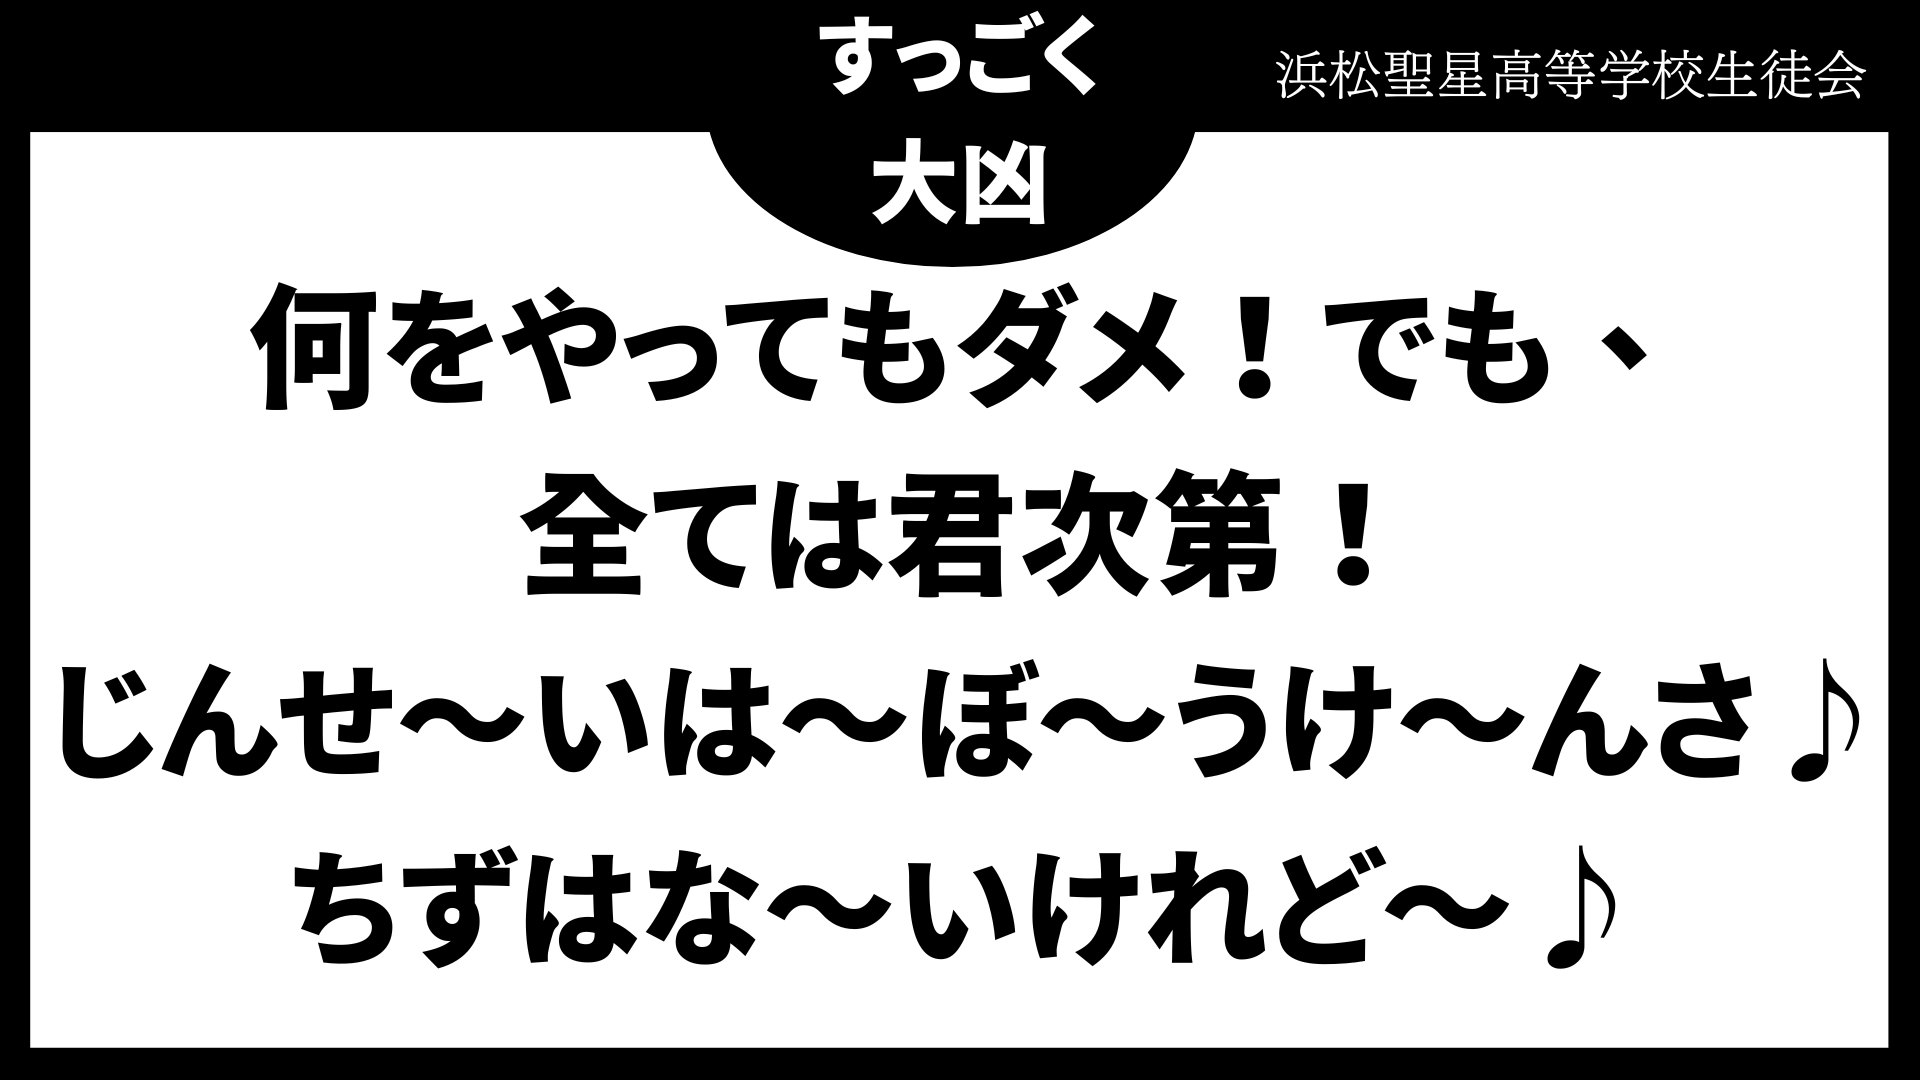 すっごく
大凶
浜松聖星高等学校生徒会
何をやってもダメ！でも、
全ては君次第！
じんせ〜いは〜ぼ〜うけ〜んさ♪
ちずはな〜いけれど〜♪